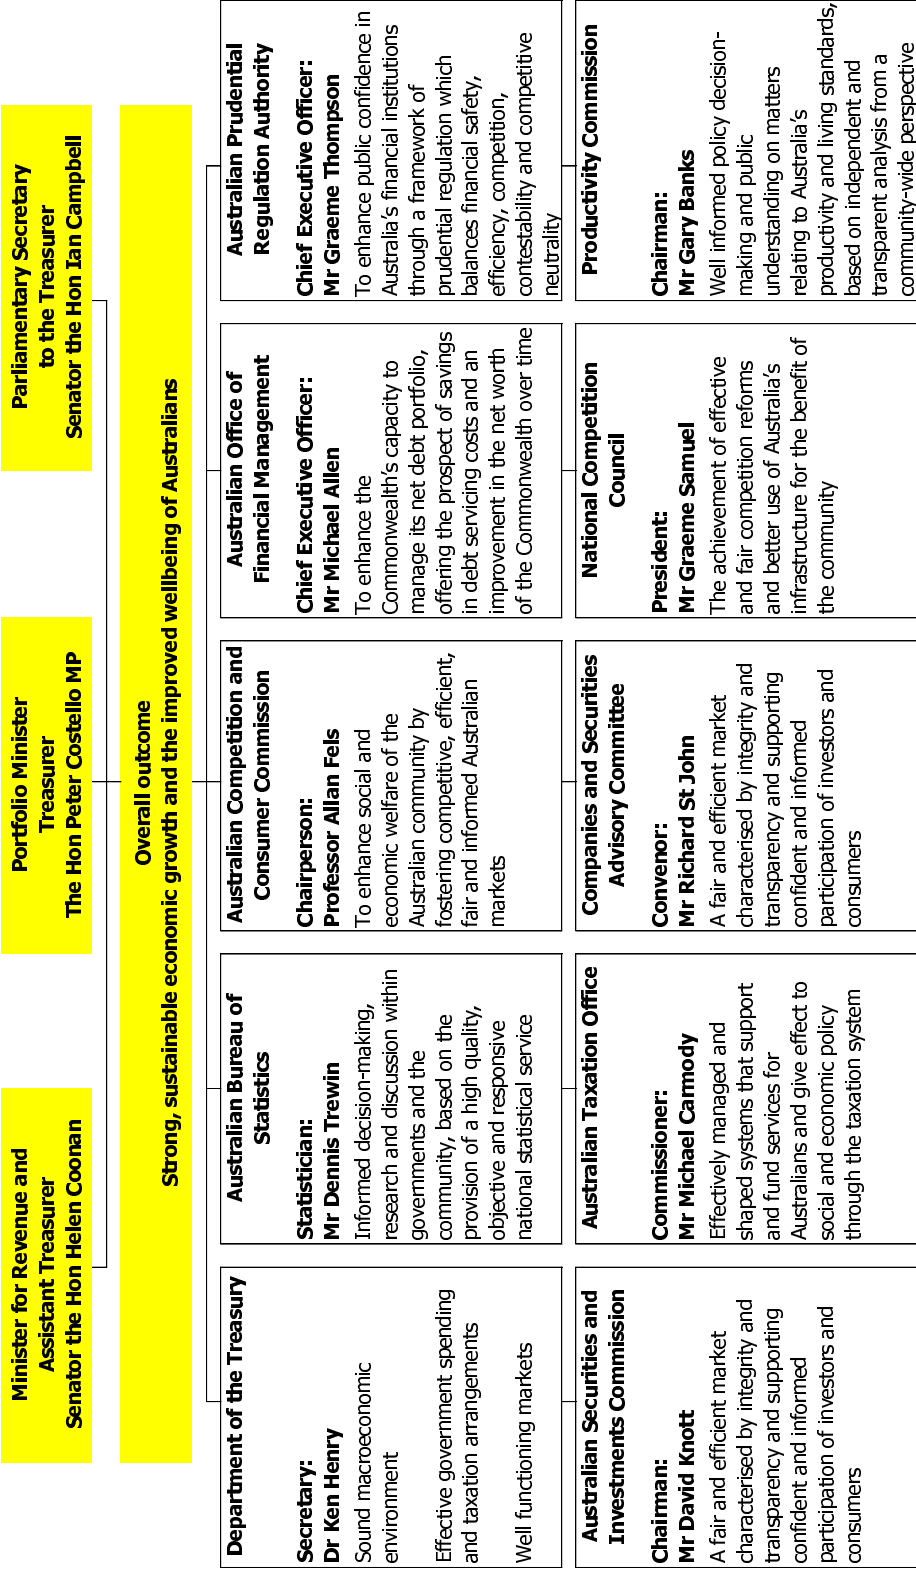 Minister for Revenue and
Assistant Treasurer
Senator the Hon Helen Coonan
Portfolio Minister
Treasurer
The Hon Peter Costello MP
Parliamentary Secretary
to the Treasurer
Senator the Hon Ian Campbell
Overall outcome
Strong, sustainable economic growth and the improved wellbeing of Australians
Department of the Treasury
Secretary:
Dr Ken Henry
Sound macroeconomic
environment
Effective government spending
and taxation arrangements
Well functioning markets
Australian Bureau of
Statistics
Statistician:
Mr Dennis Trewin
Informed decision-making,
research and discussion within
governments and the
community, based on the
provision of a high quality,
objective and responsive
national statistical service
Australian Competition and
Consumer Commission
Chairperson:
Professor Allan Fels
To enhance social and
economic welfare of the
Australian community by
fostering competitive, efficient,
fair and informed Australian
markets
Australian Office of
Financial Management
Chief Executive Officer:
Mr Michael Allen
To enhance the
Commonwealth's capacity to
manage its net debt portfolio,
offering the prospect of savings
in debt servicing costs and an
improvement in the net worth
of the Commonwealth over time
Australian Prudential
Regulation Authority
Chief Executive Officer:
Mr Graeme Thompson
To enhance public confidence in
Australia's financial institutions
through a framework of
prudential regulation which
balances financial safety,
efficiency, competition,
contestability and competitive
neutrality
Australian Securities and
Investments Commission
Chairman:
Mr David Knott
A fair and efficient market
characterised by integrity and
transparency and supporting
confident and informed
participation of investors and
consumers
Australian Taxation Office
Commissioner:
Mr Michael Carmody
Effectively managed and
shaped systems that support
and fund services for
Australians and give effect to
social and economic policy
through the taxation system
Companies and Securities
Advisory Committee
Convenor:
Mr Richard St John
A fair and efficient market
characterised by integrity and
transparency and supporting
confident and informed
participation of investors and
consumers
National Competition
Council
President:
Mr Graeme Samuel
The achievement of effective
and fair competition reforms
and better use of Australia's
infrastructure for the benefit of
the community
Productivity Commission
Chairman:
Mr Gary Banks
Well informed policy decision-
making and public
understanding on matters
relating to Australia's
productivity and living standards,
based on independent and
transparent analysis from a
community-wide perspective